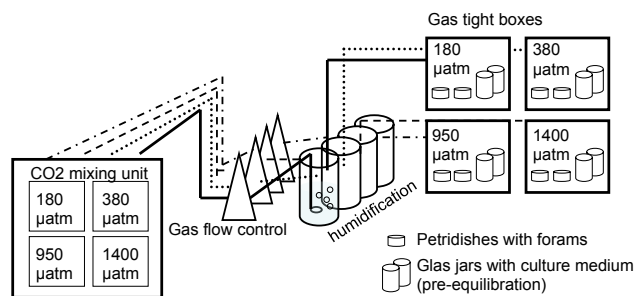 Gas tight boxes
180
µatm
380
µatm
950
µatm
1400
µatm
CO2 mixing unit
180
µatm
380
µatm
950
µatm
1400
µatm
Gas flow control
humidification
Petridishes with forams
Glas jars with culture medium
(pre-equilibration)